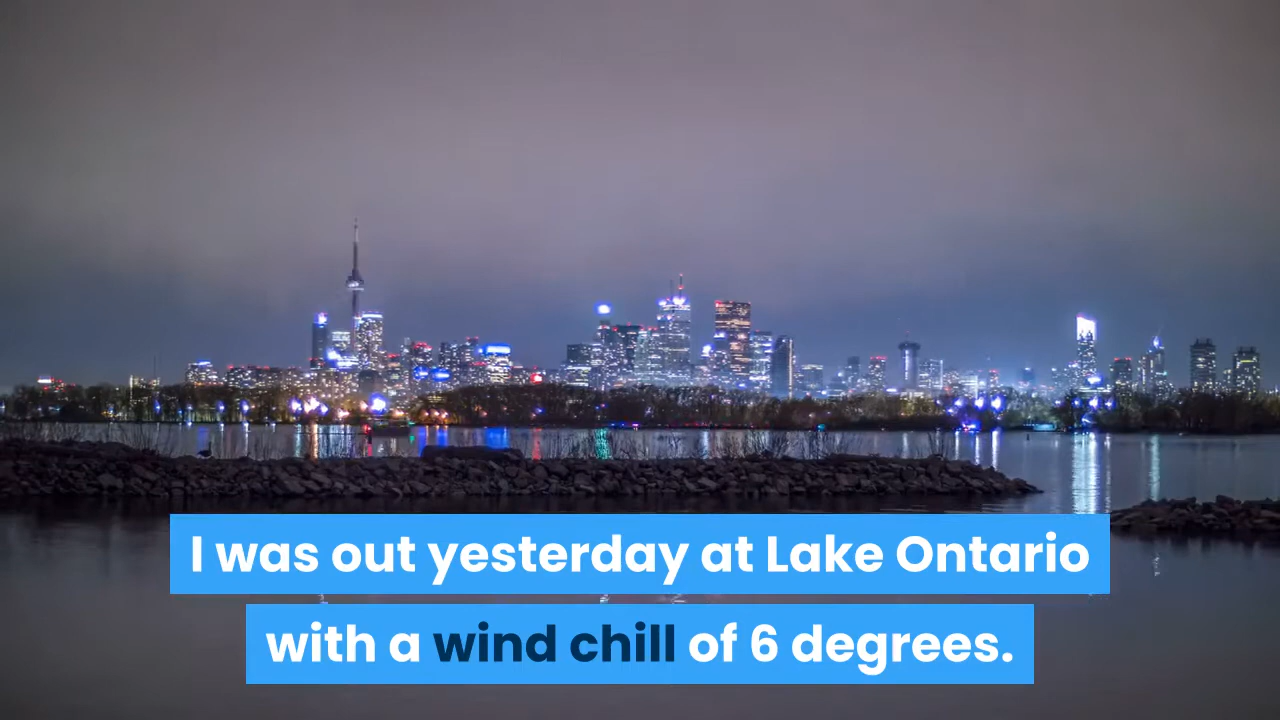 I was out yesterday at Lake Ontario
with a wind chill of 6 degrees.